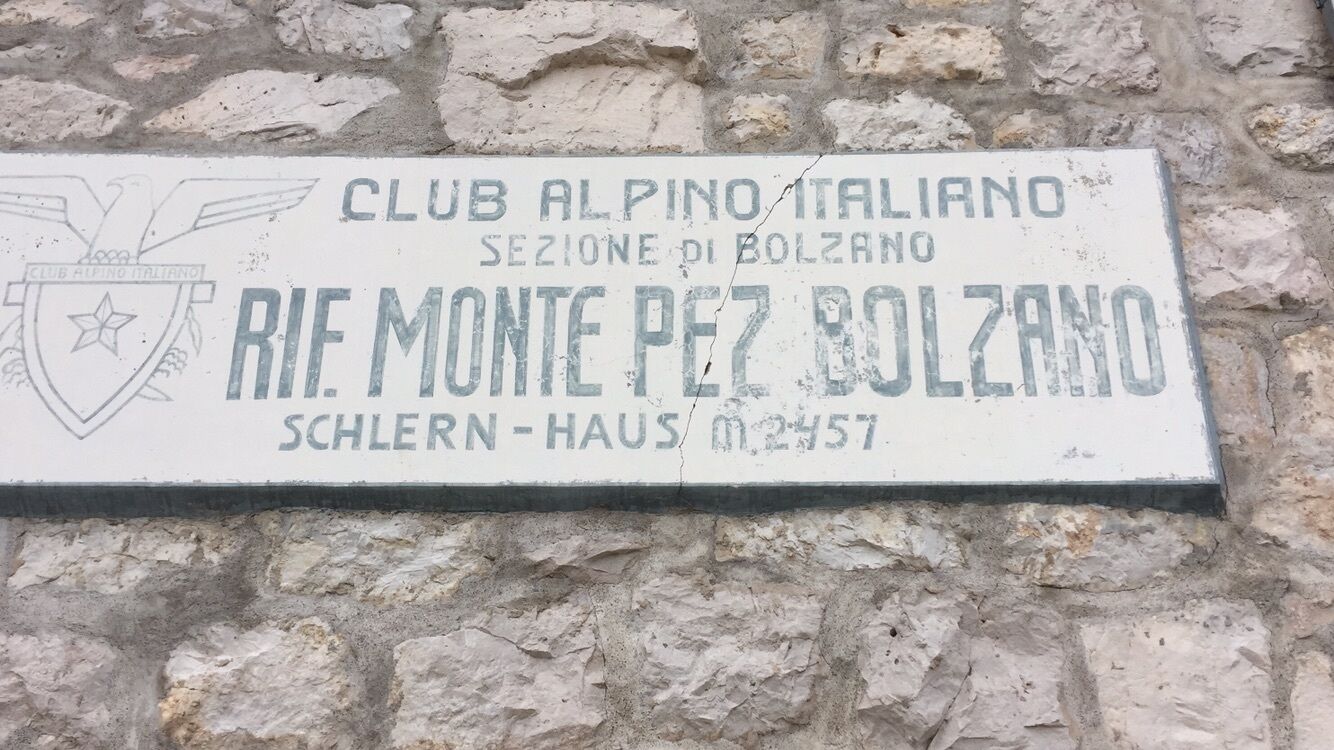 CLUB ALPINO ITALIANO
SEZIONE di BOLZANO
CLUB ALPINO ITALIANO
RIF. MONTE PEZ BOLZANO
SCHLERN - HAUS m 2457